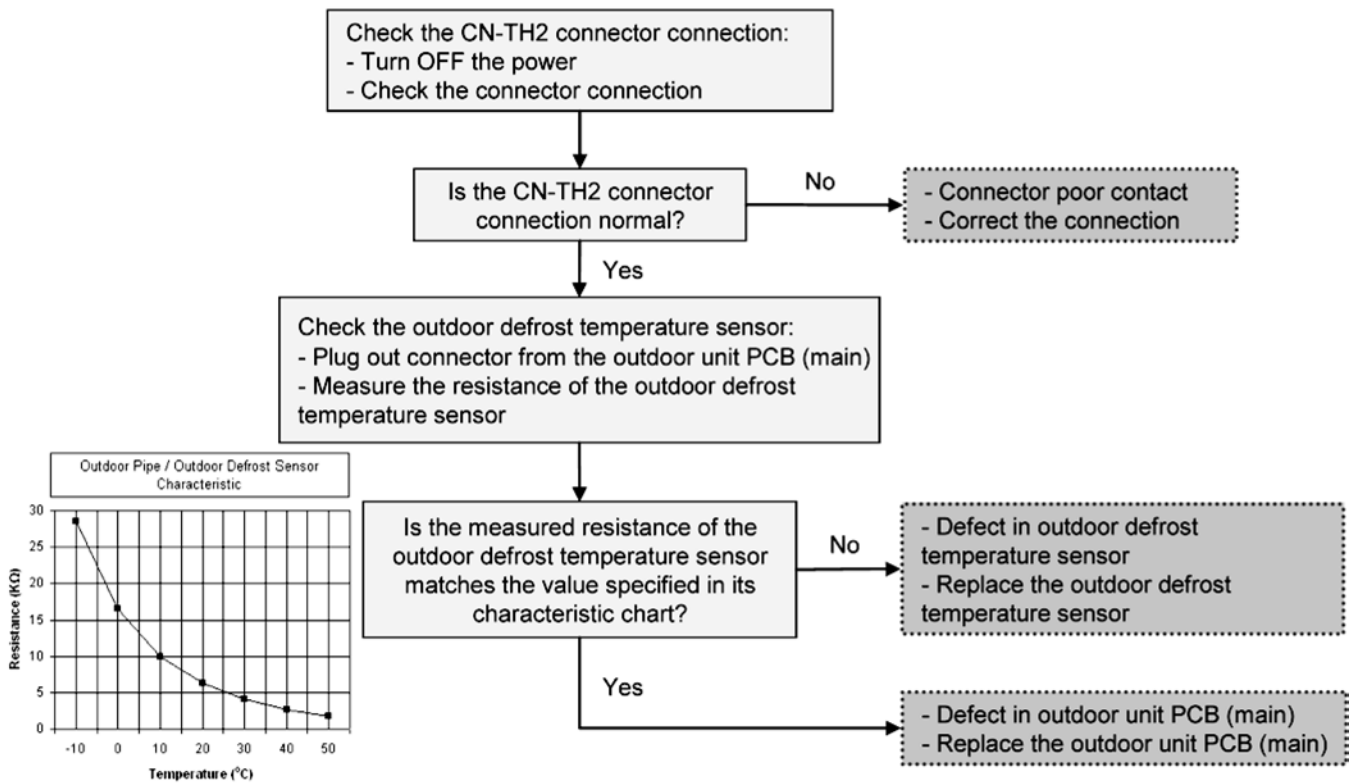 Check the CN-TH2 connector connection:
- Turn OFF the power
- Check the connector connection
Is the CN-TH2 connector
connection normal?
No
- Connector poor contact
- Correct the connection
Yes
Check the outdoor defrost temperature sensor:
- Plug out connector from the outdoor unit PCB (main)
- Measure the resistance of the outdoor defrost
temperature sensor
Outdoor Pipe / Outdoor Defrost Sensor
Characteristic
Resistance (KΩ)
30
25
20
15
10
5
0
-10 0 10 20 30 40 50
Temperature (⁰C)
Is the measured resistance of the
outdoor defrost temperature sensor
matches the value specified in its
characteristic chart?
No
- Defect in outdoor defrost
temperature sensor
- Replace the outdoor defrost
temperature sensor
Yes
- Defect in outdoor unit PCB (main)
- Replace the outdoor unit PCB (main)